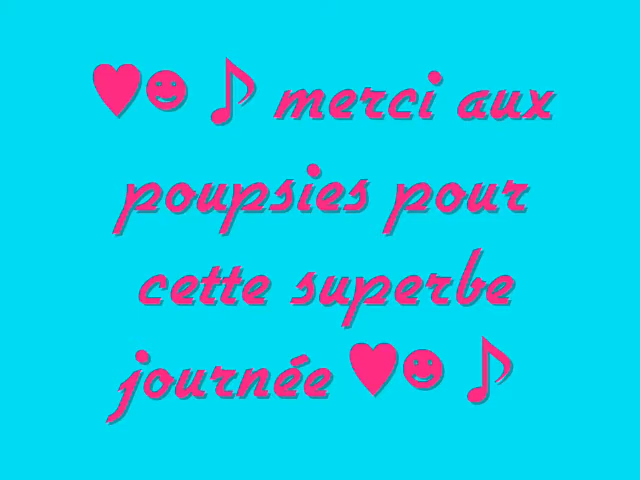 ♥☻ ♪ merci aux
poupsies pour
cette superbe
journée ♥☻ ♪